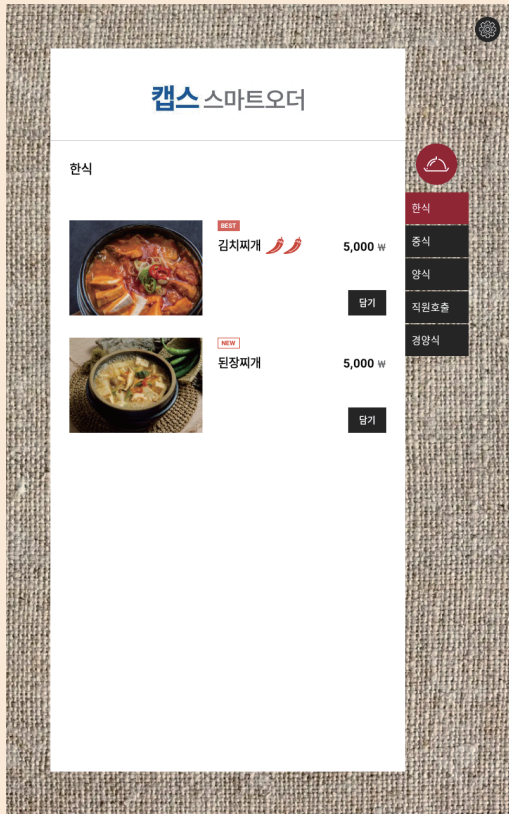 캡스 스마트오더
한식
BEST
김치찌개 5,000 ₩
담기
NEW
된장찌개 5,000 ₩
담기
한식
중식
양식
직원호출
경양식